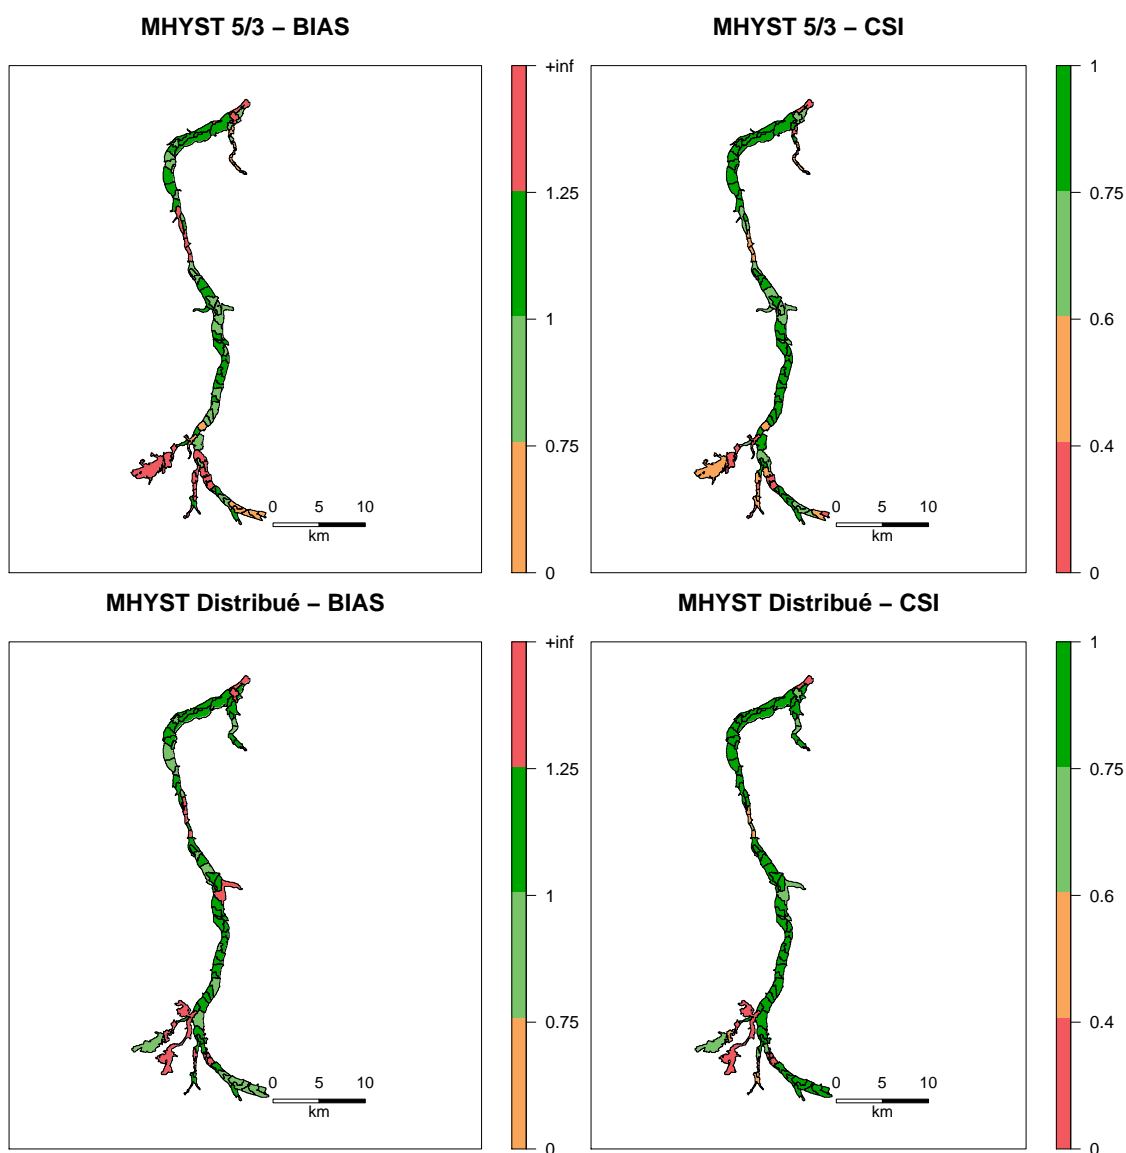 MHYST 5/3 – BIAS
+inf
1.25
1
0.75
0
0 5 10
km
MHYST 5/3 – CSI
1
0.75
0.6
0.4
0
0 5 10
km
MHYST Distribué – BIAS
+inf
1.25
1
0.75
0
0 5 10
km
MHYST Distribué – CSI
1
0.75
0.6
0.4
0
0 5 10
km